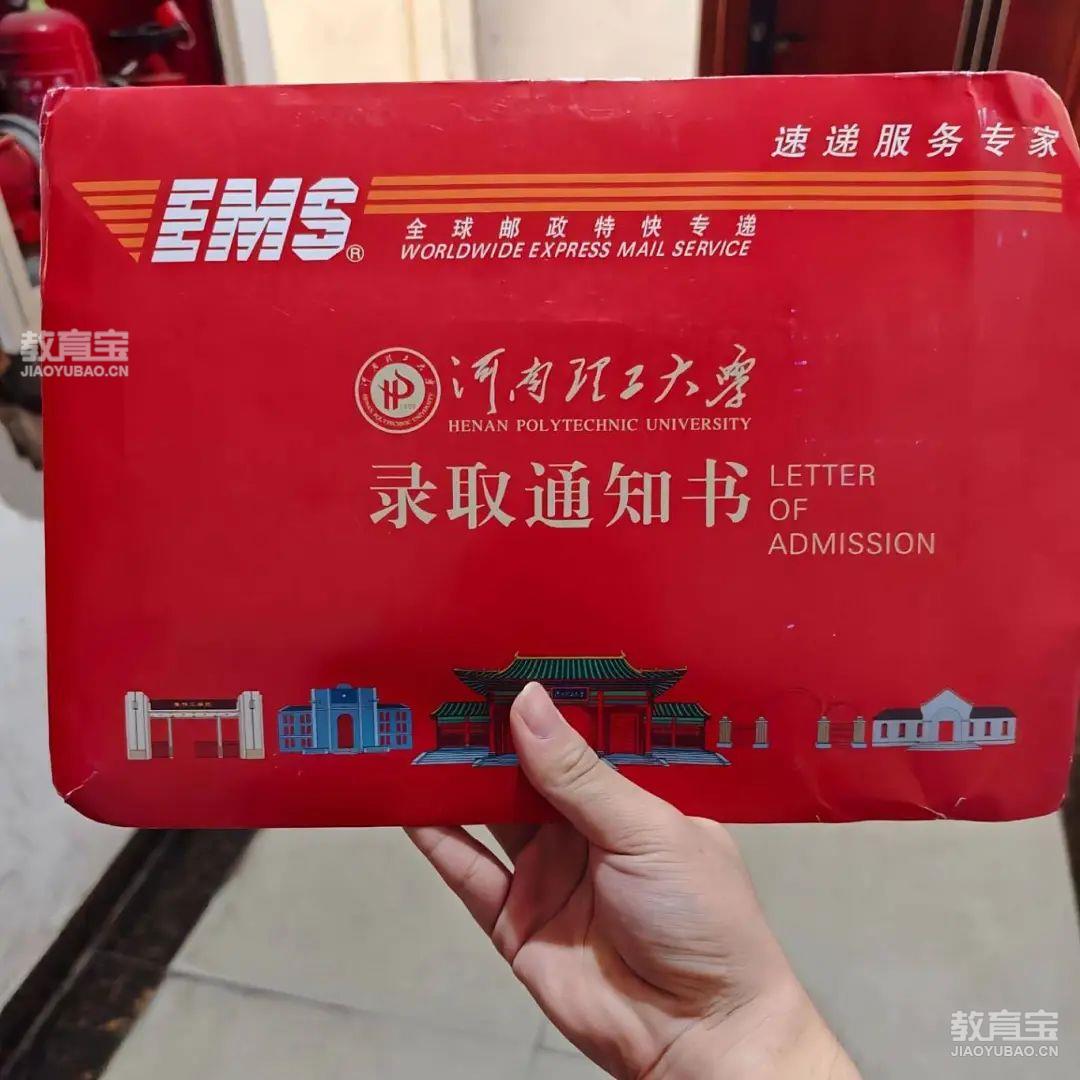 速递服务专家
EMS®
全球邮政特快专递
WORLDWIDE EXPRESS MAIL SERVICE
教育宝
JIAOYUBAO.CN
河南理工大学
HENAN POLYTECHNIC UNIVERSITY
录取通知书
LETTER
OF
ADMISSION
教育宝
JIAOYUBAO.CN